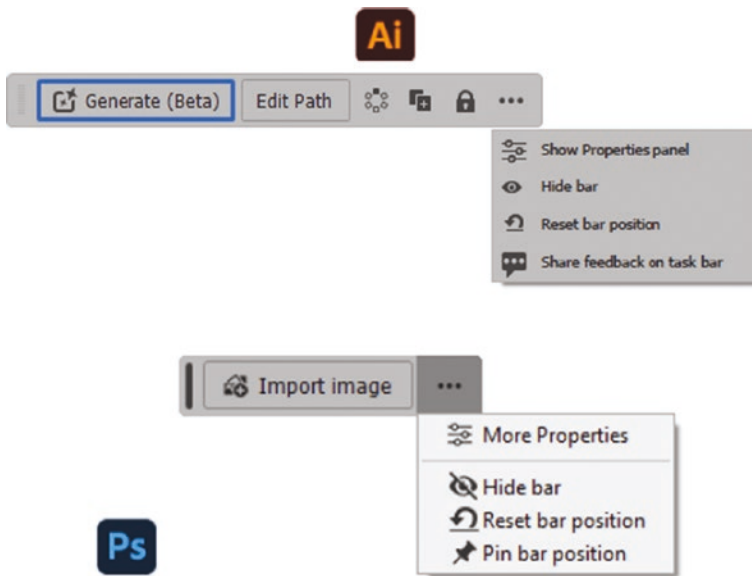 Ai
Generate (Beta) Edit Path
Show Properties panel
Hide bar
Reset bar position
Share feedback on task bar
Import image
More Properties
Hide bar
Reset bar position
Pin bar position
Ps